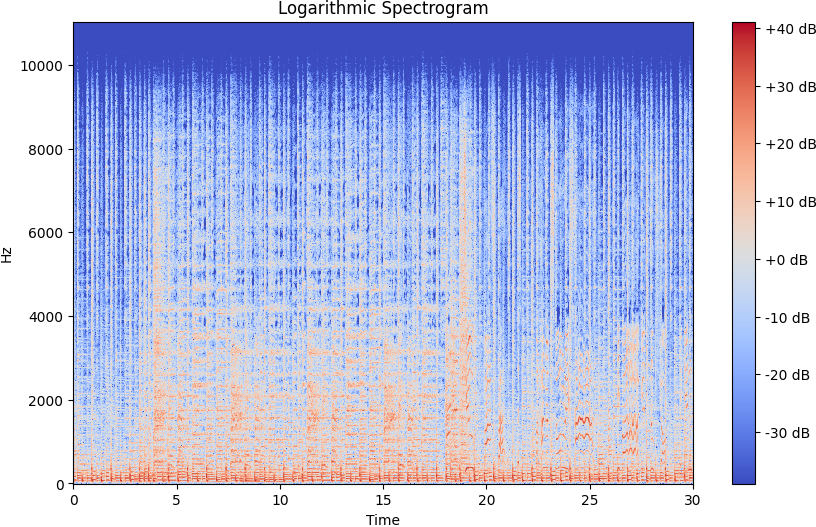 Logarithmic Spectrogram
Hz
10000
8000
6000
4000
2000
0
0 5 10 15 20 25 30
Time
+40 dB
+30 dB
+20 dB
+10 dB
+0 dB
-10 dB
-20 dB
-30 dB